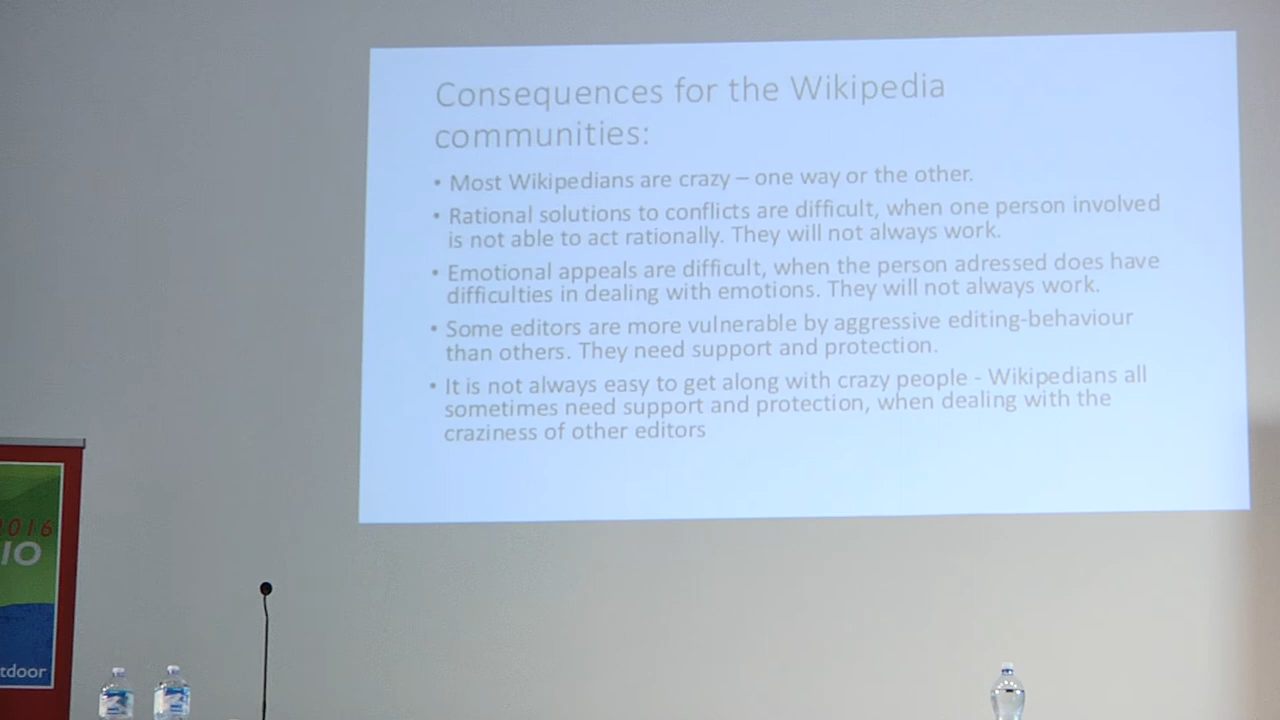 Consequences for the Wikipedia
communities:
• Most Wikipedians are crazy – one way or the other.
• Rational solutions to conflicts are difficult, when one person involved
is not able to act rationally. They will not always work.
• Emotional appeals are difficult, when the person adressed does have
difficulties in dealing with emotions. They will not always work.
• Some editors are more vulnerable by aggressive editing-behaviour
than others. They need support and protection.
• It is not always easy to get along with crazy people - Wikipedians all
sometimes need support and protection, when dealing with the
craziness of other editors
2016
IO
tdoor